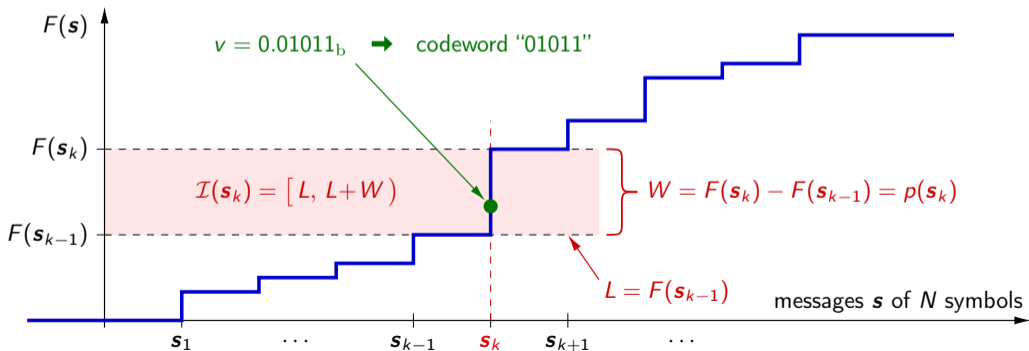 F(s)
v = 0.01011b ➡ codeword “01011”
F(sₖ)
I(sₖ) = [ L, L+W )
W = F(sₖ) − F(sₖ₋₁) = p(sₖ)
F(sₖ₋₁)
L = F(sₖ₋₁)
messages s of N symbols
s₁ ··· sₖ₋₁ sₖ sₖ₊₁ ···